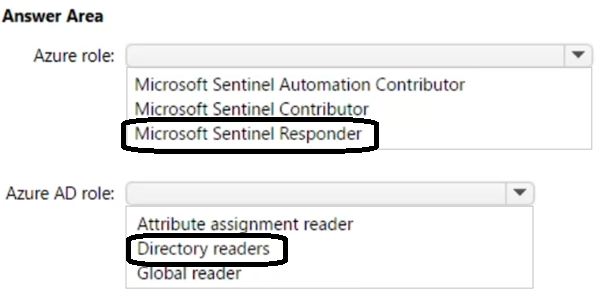 Answer Area
Azure role:
Microsoft Sentinel Automation Contributor
Microsoft Sentinel Contributor
Microsoft Sentinel Responder
Azure AD role:
Attribute assignment reader
Directory readers
Global reader